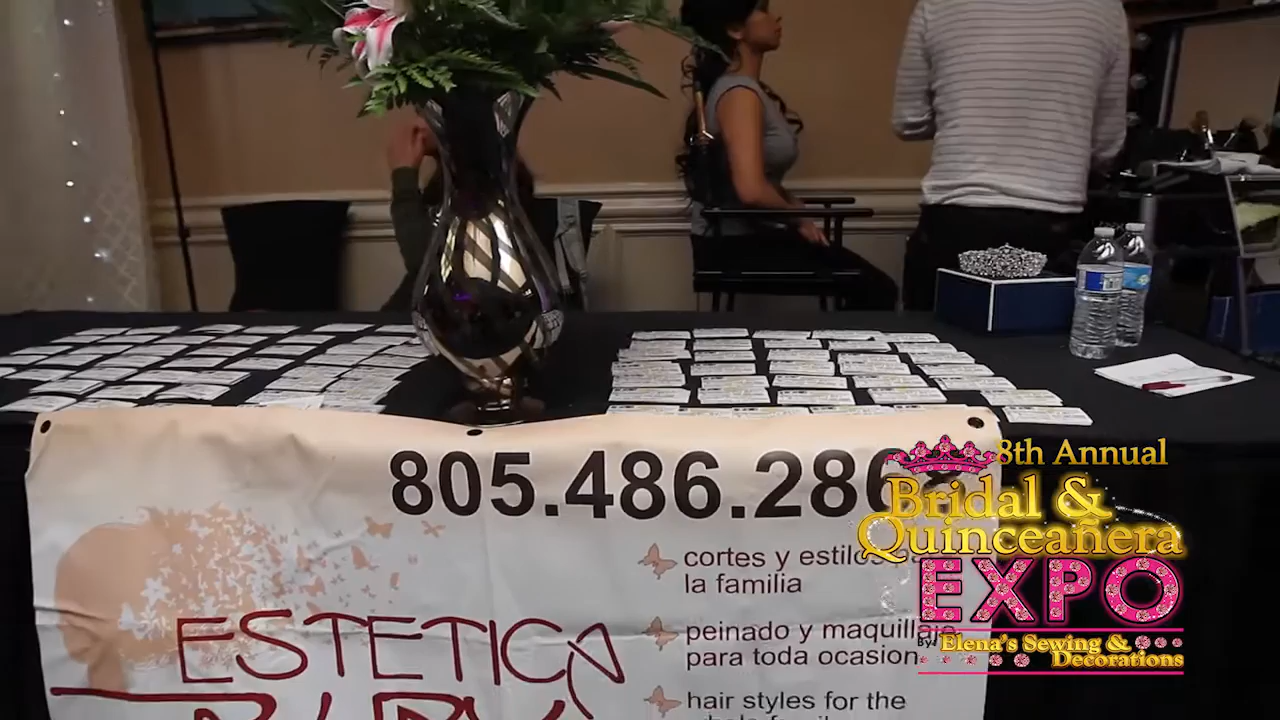 805.486.286
cortes y estilos
la familia
peinado y maquillaje
para toda ocasion
hair styles for the
ESTETICA
8th Annual
Bridal &
Quinceañera
EXPO
By: Elena's Sewing &
Decorations